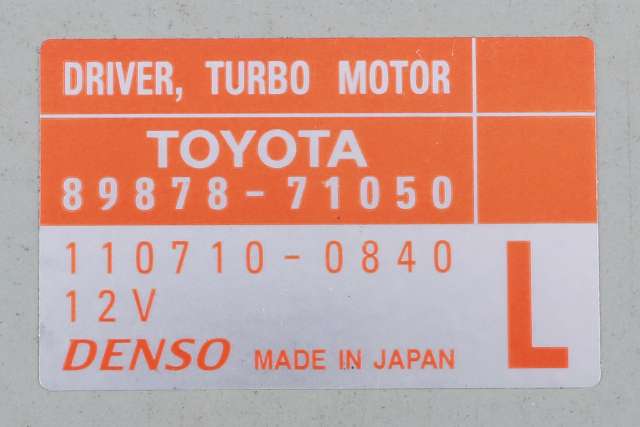 DRIVER, TURBO MOTOR
TOYOTA
89878-71050
110710-0840
12V
L
DENSO MADE IN JAPAN